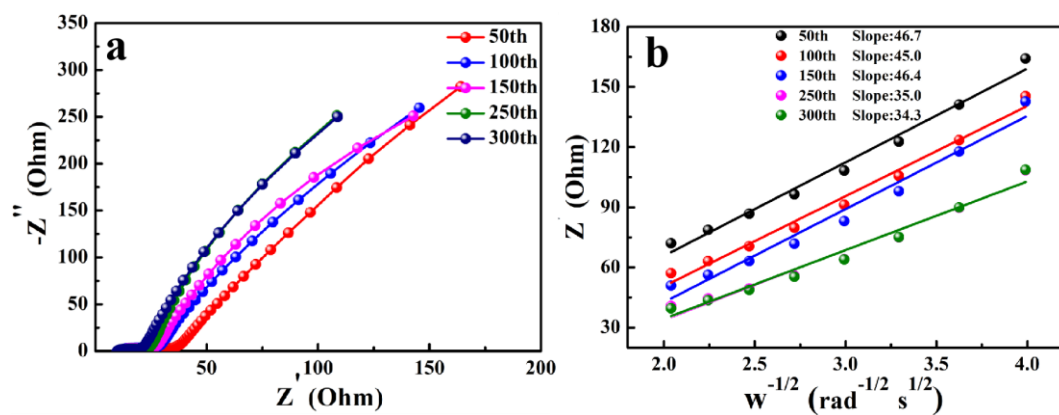 a
-Z'' (Ohm)
350
300
250
200
150
100
50
0
50th
100th
150th
250th
300th
50
100
150
200
Z' (Ohm)
b
Z' (Ohm)
180
150
120
90
60
30
50th Slope:46.7
100th Slope:45.0
150th Slope:46.4
250th Slope:35.0
300th Slope:34.3
2.0
2.5
3.0
3.5
4.0
w-1/2 (rad-1/2 s1/2)